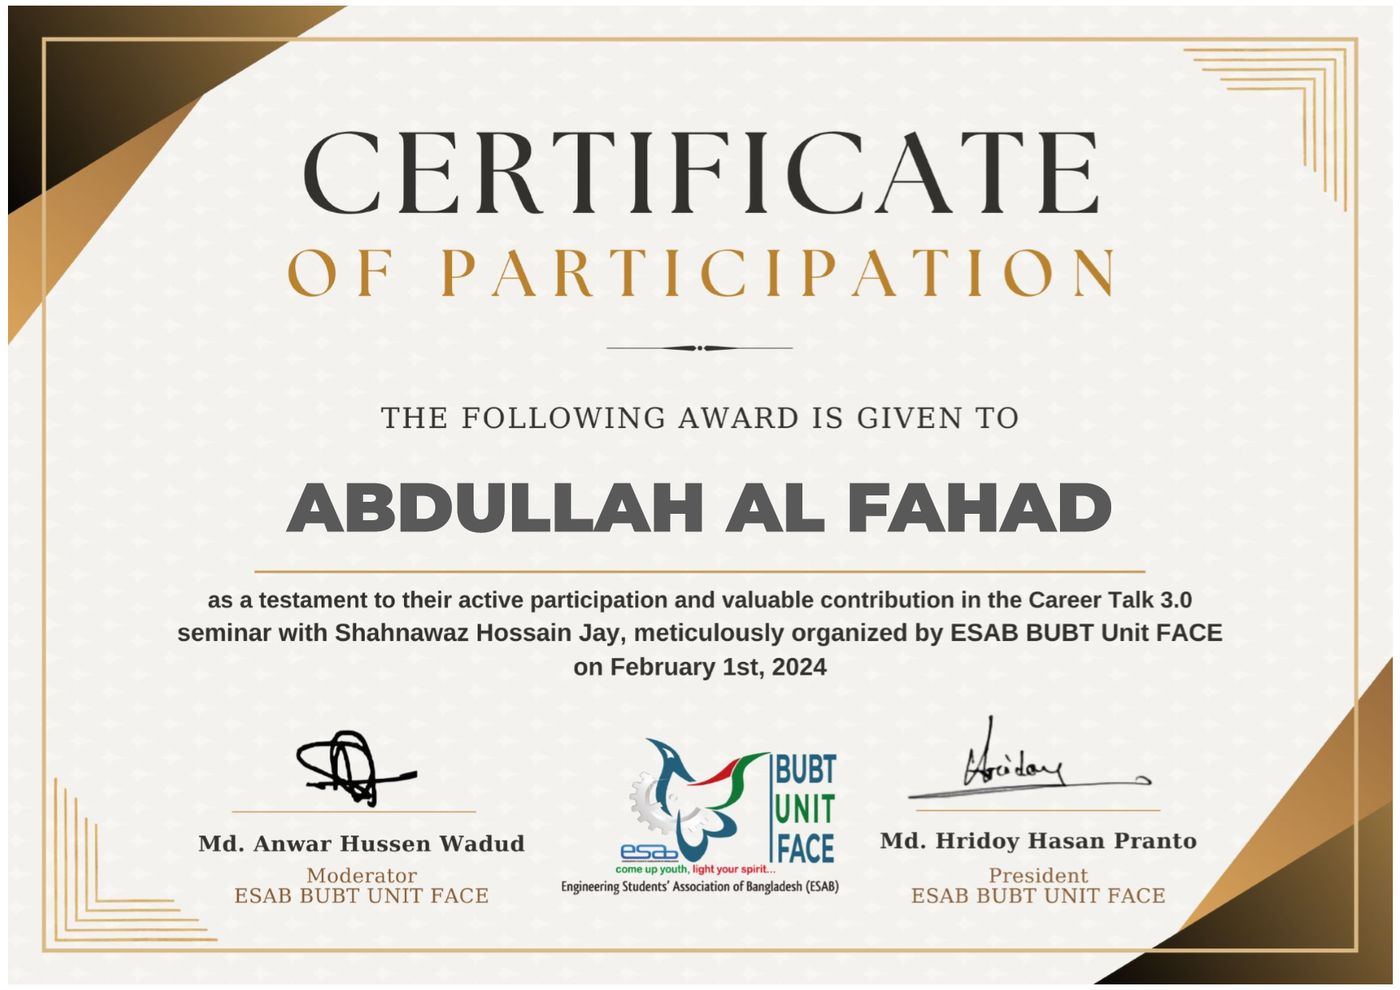 CERTIFICATE
OF PARTICIPATION
THE FOLLOWING AWARD IS GIVEN TO
ABDULLAH AL FAHAD
as a testament to their active participation and valuable contribution in the Career Talk 3.0
seminar with Shahnawaz Hossain Jay, meticulously organized by ESAB BUBT Unit FACE
on February 1st, 2024
Md. Anwar Hussen Wadud
Moderator
ESAB BUBT UNIT FACE
BUBT
UNIT
FACE
esab
come up youth, light your spirit...
Engineering Students' Association of Bangladesh (ESAB)
Hridoy
Md. Hridoy Hasan Pranto
President
ESAB BUBT UNIT FACE